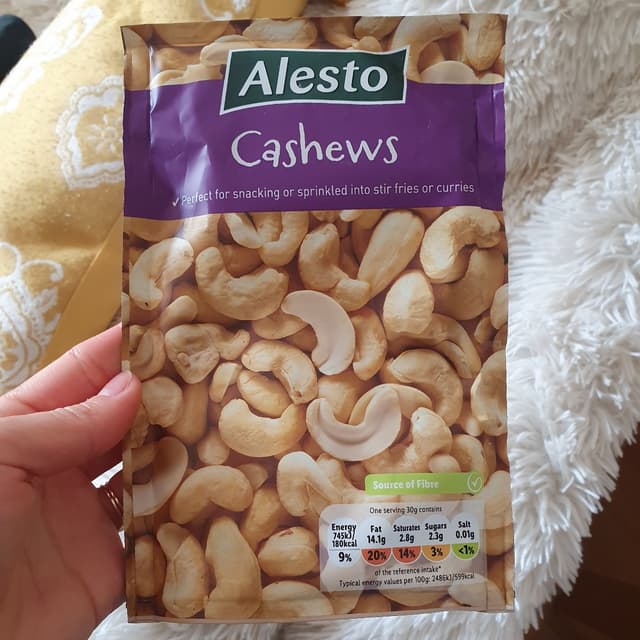 Alesto
Cashews
✓Perfect for snacking or sprinkled into stir fries or curries
Source of Fibre
One serving 30g contains
Energy Fat Saturates Sugars Salt
745kJ/ 14.1g 2.8g 2.3g 0.01g
180kcal
9% 20% 14% 3% <1%
of the reference intake*
Typical energy values per 100g: 2486kJ/599kcal